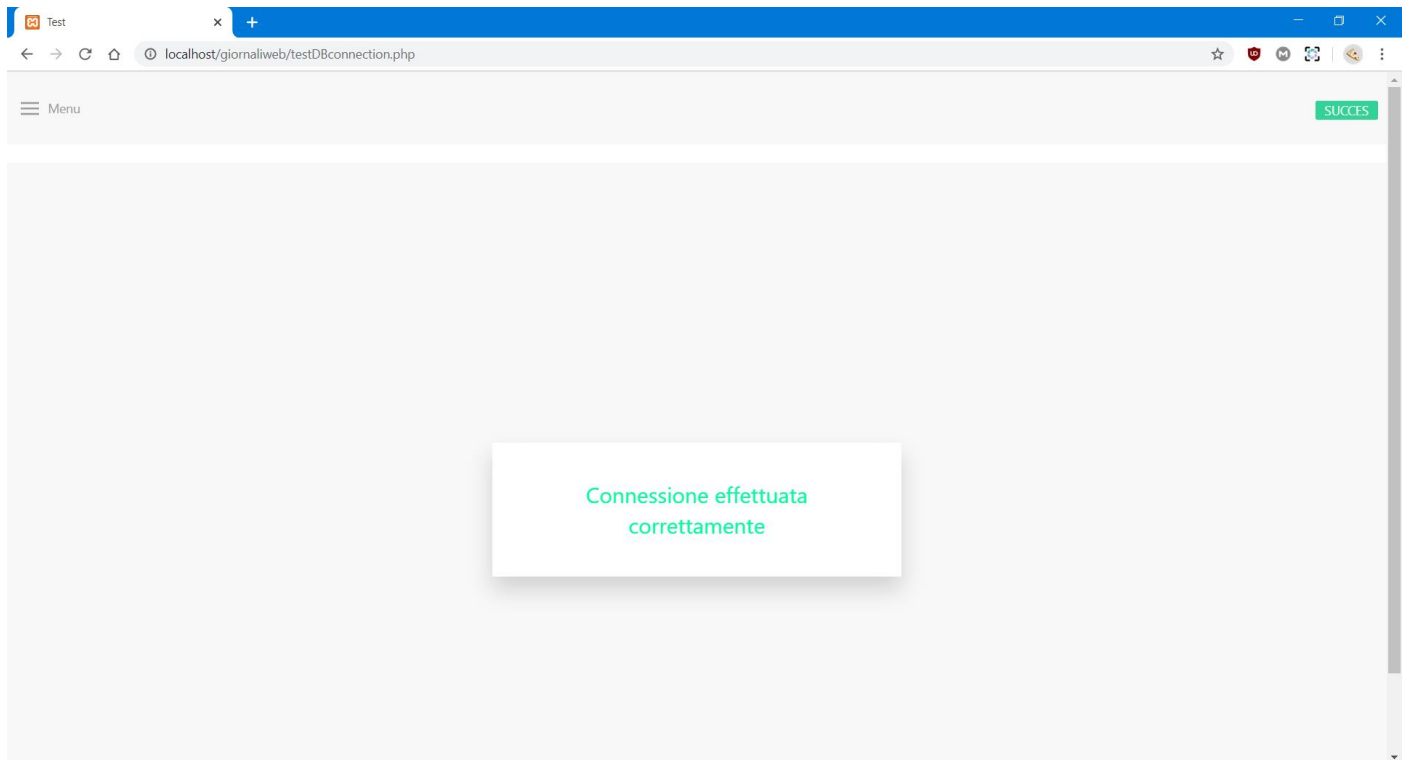 Test
localhost/giornaliweb/testDBconnection.php
Menu
SUCCES
Connessione effettuata
correttamente